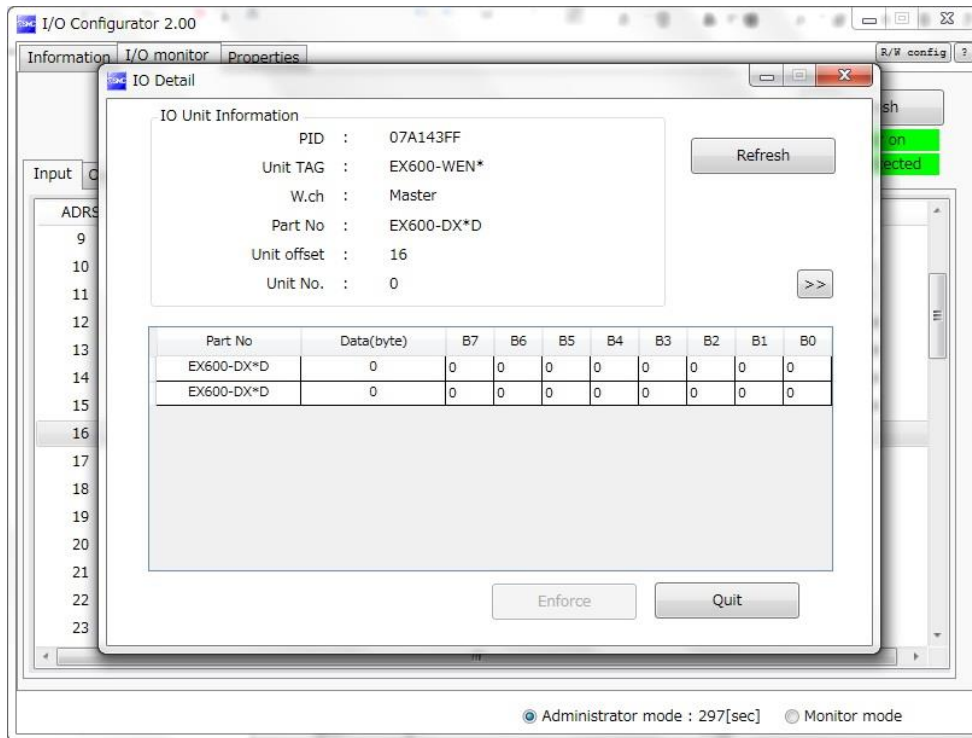 I/O Configurator 2.00
Information I/O monitor Properties R/W config ?
IO Detail
IO Unit Information
PID : 07A143FF
Unit TAG : EX600-WEN*
W.ch : Master
Part No : EX600-DX*D
Unit offset : 16
Unit No. : 0
Refresh
>>
Input
ADRS
9
10
11
12
13
14
15
16
17
18
19
20
21
22
23
Part No Data(byte) B7 B6 B5 B4 B3 B2 B1 B0
EX600-DX*D 0 0 0 0 0 0 0 0 0
EX600-DX*D 0 0 0 0 0 0 0 0 0
Enforce Quit
Administrator mode : 297[sec] Monitor mode